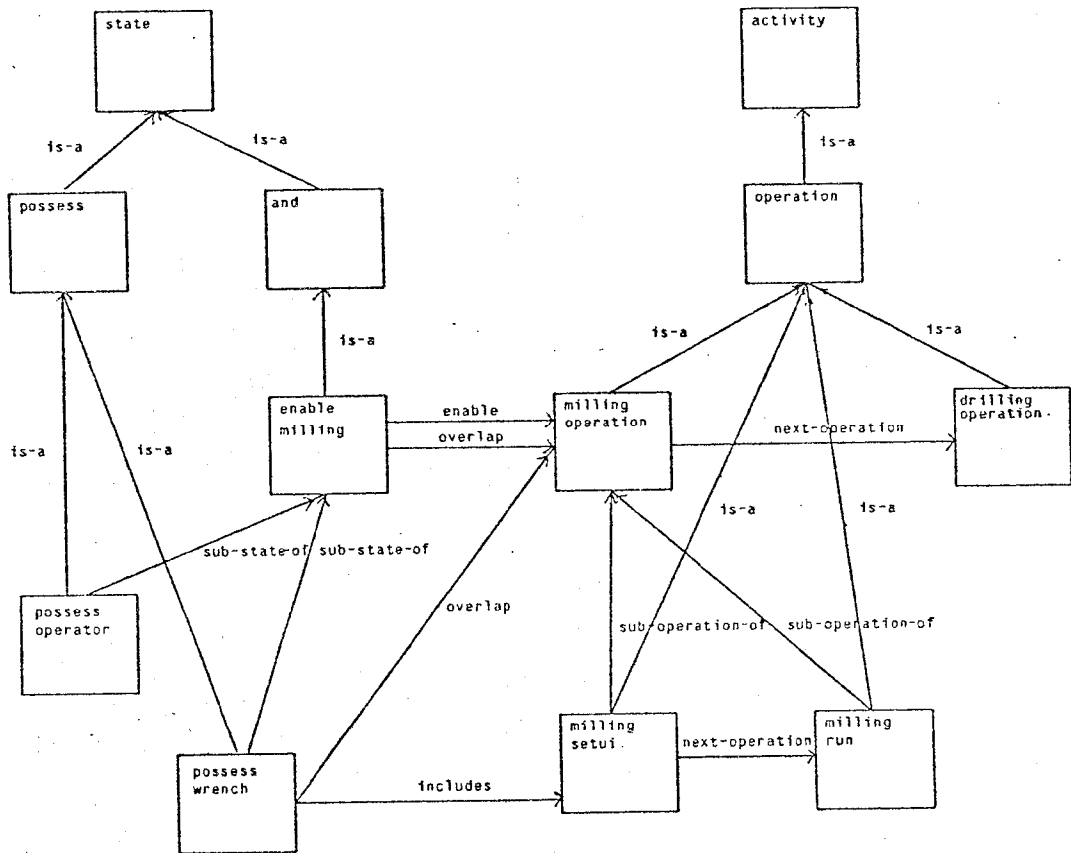 state
activity
is-a
is-a
is-a
possess
and
operation
is-a
is-a
is-a
enable
milling
enable
overlap
milling
operation
drilling
operation.
next-operation
is-a
is-a
is-a
is-a
sub-state-of
sub-state-of
possess
operator
overlap
sub-operation-of
sub-operation-of
milling
setui.
next-operation
milling
run
possess
wrench
includes